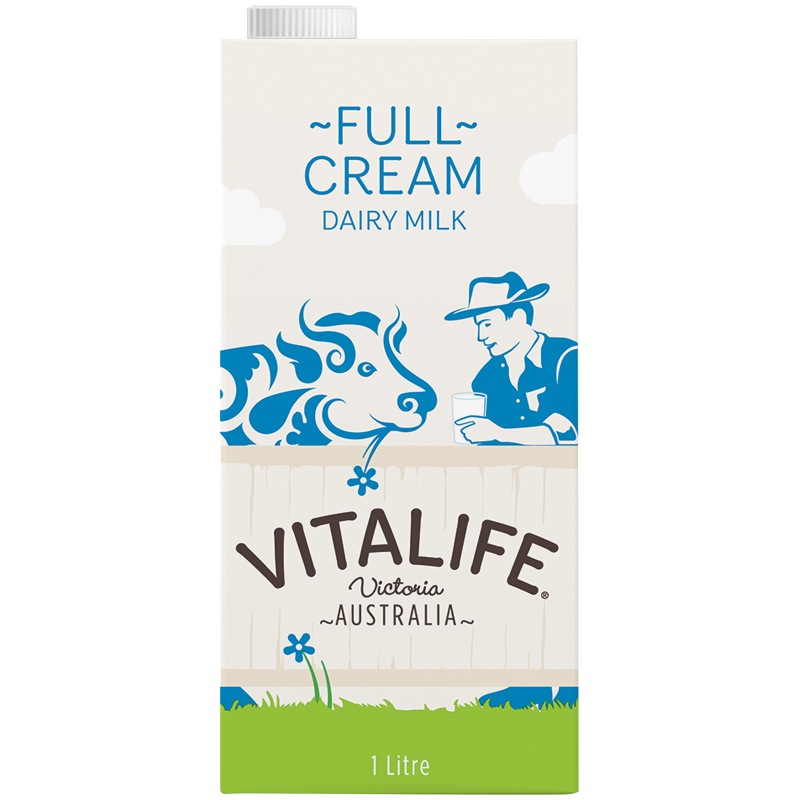 ~FULL~
CREAM
DAIRY MILK
VITALIFE®
Victoria
~AUSTRALIA~
1 Litre